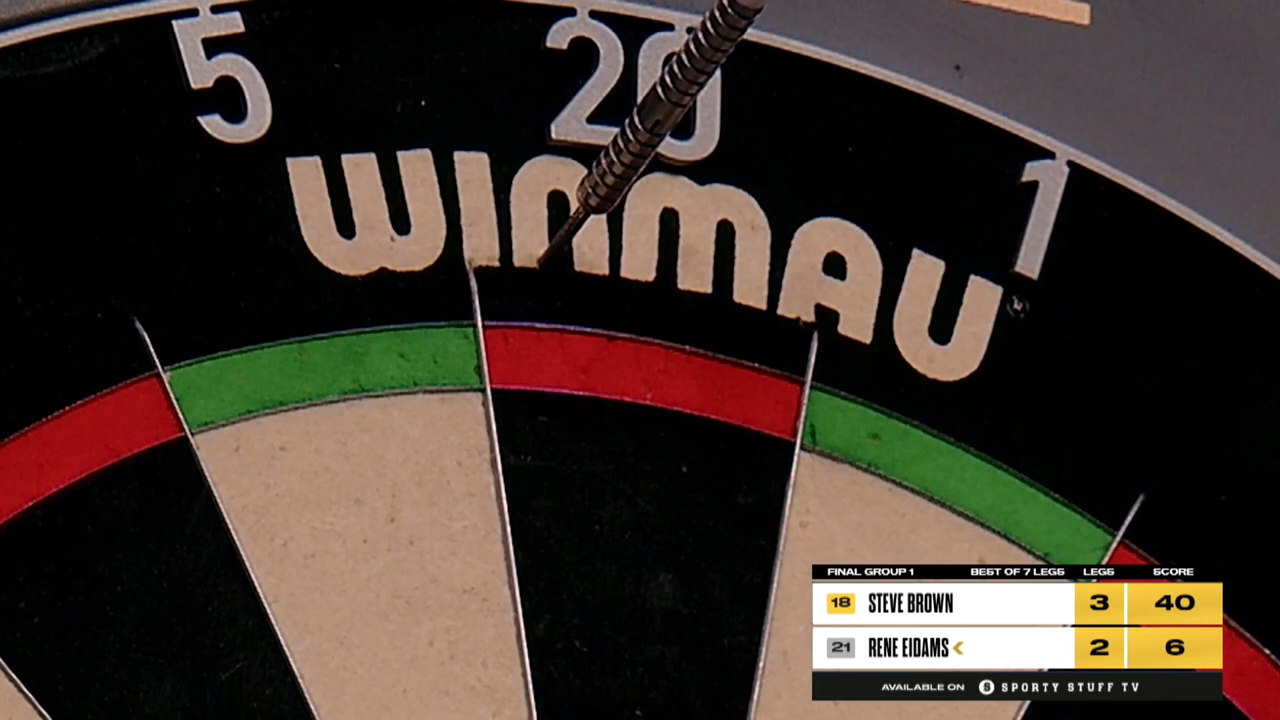 5
20
1
winmau®
FINAL GROUP 1 BEST OF 7 LEGS LEGS SCORE
18 STEVE BROWN 3 40
21 RENE EIDAMS 2 6
AVAILABLE ON S SPORTY STUFF TV